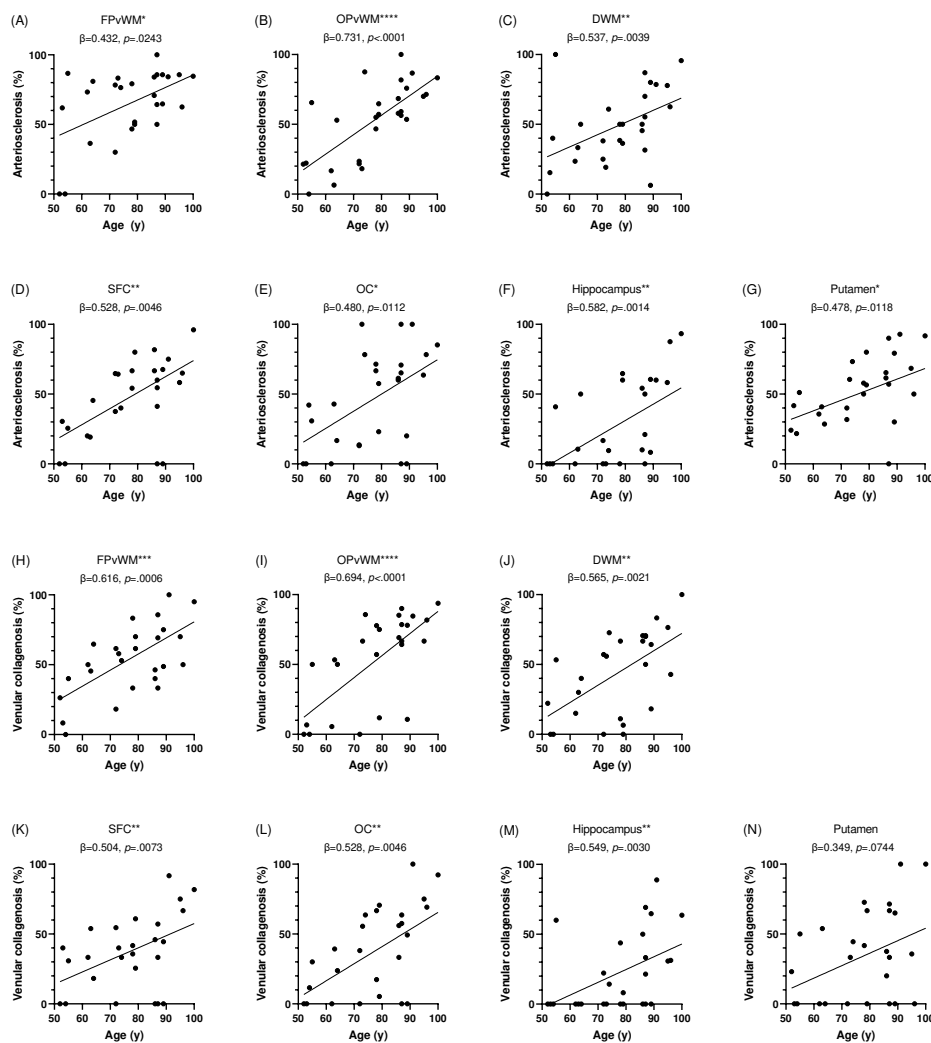 (A)
FPvWM*
β=0.432, p=.0243
Arteriosclerosis (%)
100
50
0
50 60 70 80 90 100
Age (y)
(B)
OPvWM****
β=0.731, p<.0001
Arteriosclerosis (%)
100
50
0
50 60 70 80 90 100
Age (y)
(C)
DWM**
β=0.537, p=.0039
Arteriosclerosis (%)
100
50
0
50 60 70 80 90 100
Age (y)
(D)
SFC**
β=0.528, p=.0046
Arteriosclerosis (%)
100
50
0
50 60 70 80 90 100
Age (y)
(E)
OC*
β=0.480, p=.0112
Arteriosclerosis (%)
100
50
0
50 60 70 80 90 100
Age (y)
(F)
Hippocampus**
β=0.582, p=.0014
Arteriosclerosis (%)
100
50
0
50 60 70 80 90 100
Age (y)
(G)
Putamen*
β=0.478, p=.0118
Arteriosclerosis (%)
100
50
0
50 60 70 80 90 100
Age (y)
(H)
FPvWM***
β=0.616, p=.0006
Venular collagenosis (%)
100
50
0
50 60 70 80 90 100
Age (y)
(I)
OPvWM****
β=0.694, p<.0001
Venular collagenosis (%)
100
50
0
50 60 70 80 90 100
Age (y)
(J)
DWM**
β=0.565, p=.0021
Venular collagenosis (%)
100
50
0
50 60 70 80 90 100
Age (y)
(K)
SFC**
β=0.504, p=.0073
Venular collagenosis (%)
100
50
0
50 60 70 80 90 100
Age (y)
(L)
OC**
β=0.528, p=.0046
Venular collagenosis (%)
100
50
0
50 60 70 80 90 100
Age (y)
(M)
Hippocampus**
β=0.549, p=.0030
Venular collagenosis (%)
100
50
0
50 60 70 80 90 100
Age (y)
(N)
Putamen
β=0.349, p=.0744
Venular collagenosis (%)
100
50
0
50 60 70 80 90 100
Age (y)